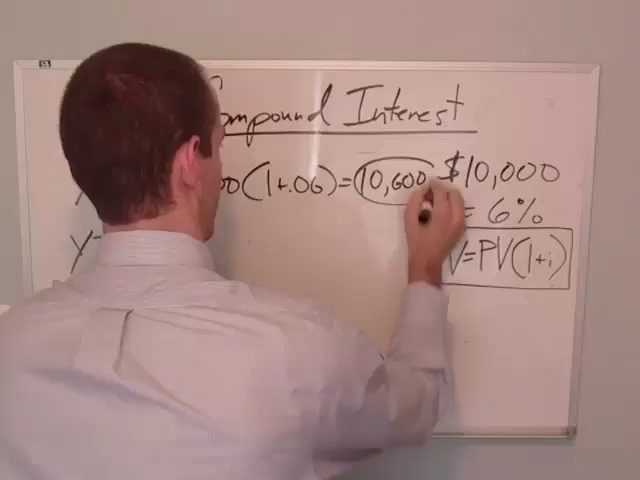 ompound Interest
00(1+.06)=10,600 $10,000
= 6%
V=PV(1+i)
Y